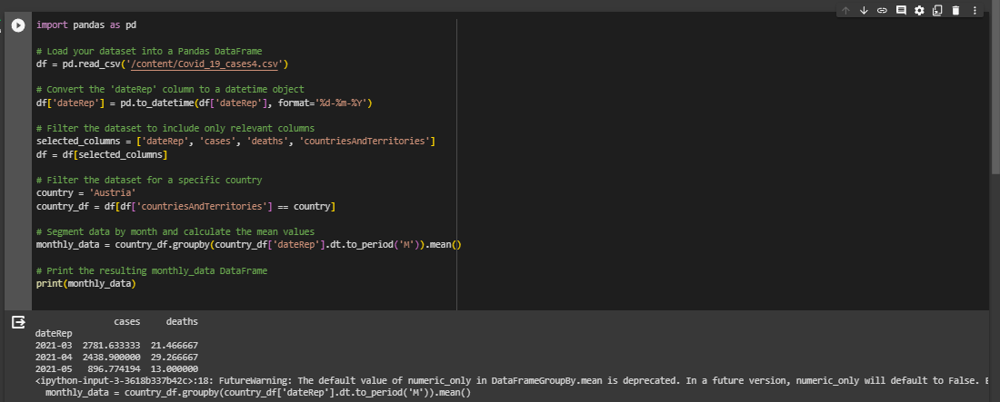 import pandas as pd
# Load your dataset into a Pandas DataFrame
df = pd.read_csv('/content/Covid_19_cases4.csv')
# Convert the 'dateRep' column to a datetime object
df['dateRep'] = pd.to_datetime(df['dateRep'], format='%d-%m-%Y')
# Filter the dataset to include only relevant columns
selected_columns = ['dateRep', 'cases', 'deaths', 'countriesAndTerritories']
df = df[selected_columns]
# Filter the dataset for a specific country
country = 'Austria'
country_df = df[df['countriesAndTerritories'] == country]
# Segment data by month and calculate the mean values
monthly_data = country_df.groupby(country_df['dateRep'].dt.to_period('M')).mean()
# Print the resulting monthly_data DataFrame
print(monthly_data)
cases deaths
dateRep
2021-03 2781.633333 21.466667
2021-04 2438.900000 29.266667
2021-05 896.774194 13.000000
<ipython-input-3-3618b337b42c>:18: FutureWarning: The default value of numeric_only in DataFrameGroupBy.mean is deprecated. In a future version, numeric_only will default to False.
monthly_data = country_df.groupby(country_df['dateRep'].dt.to_period('M')).mean()